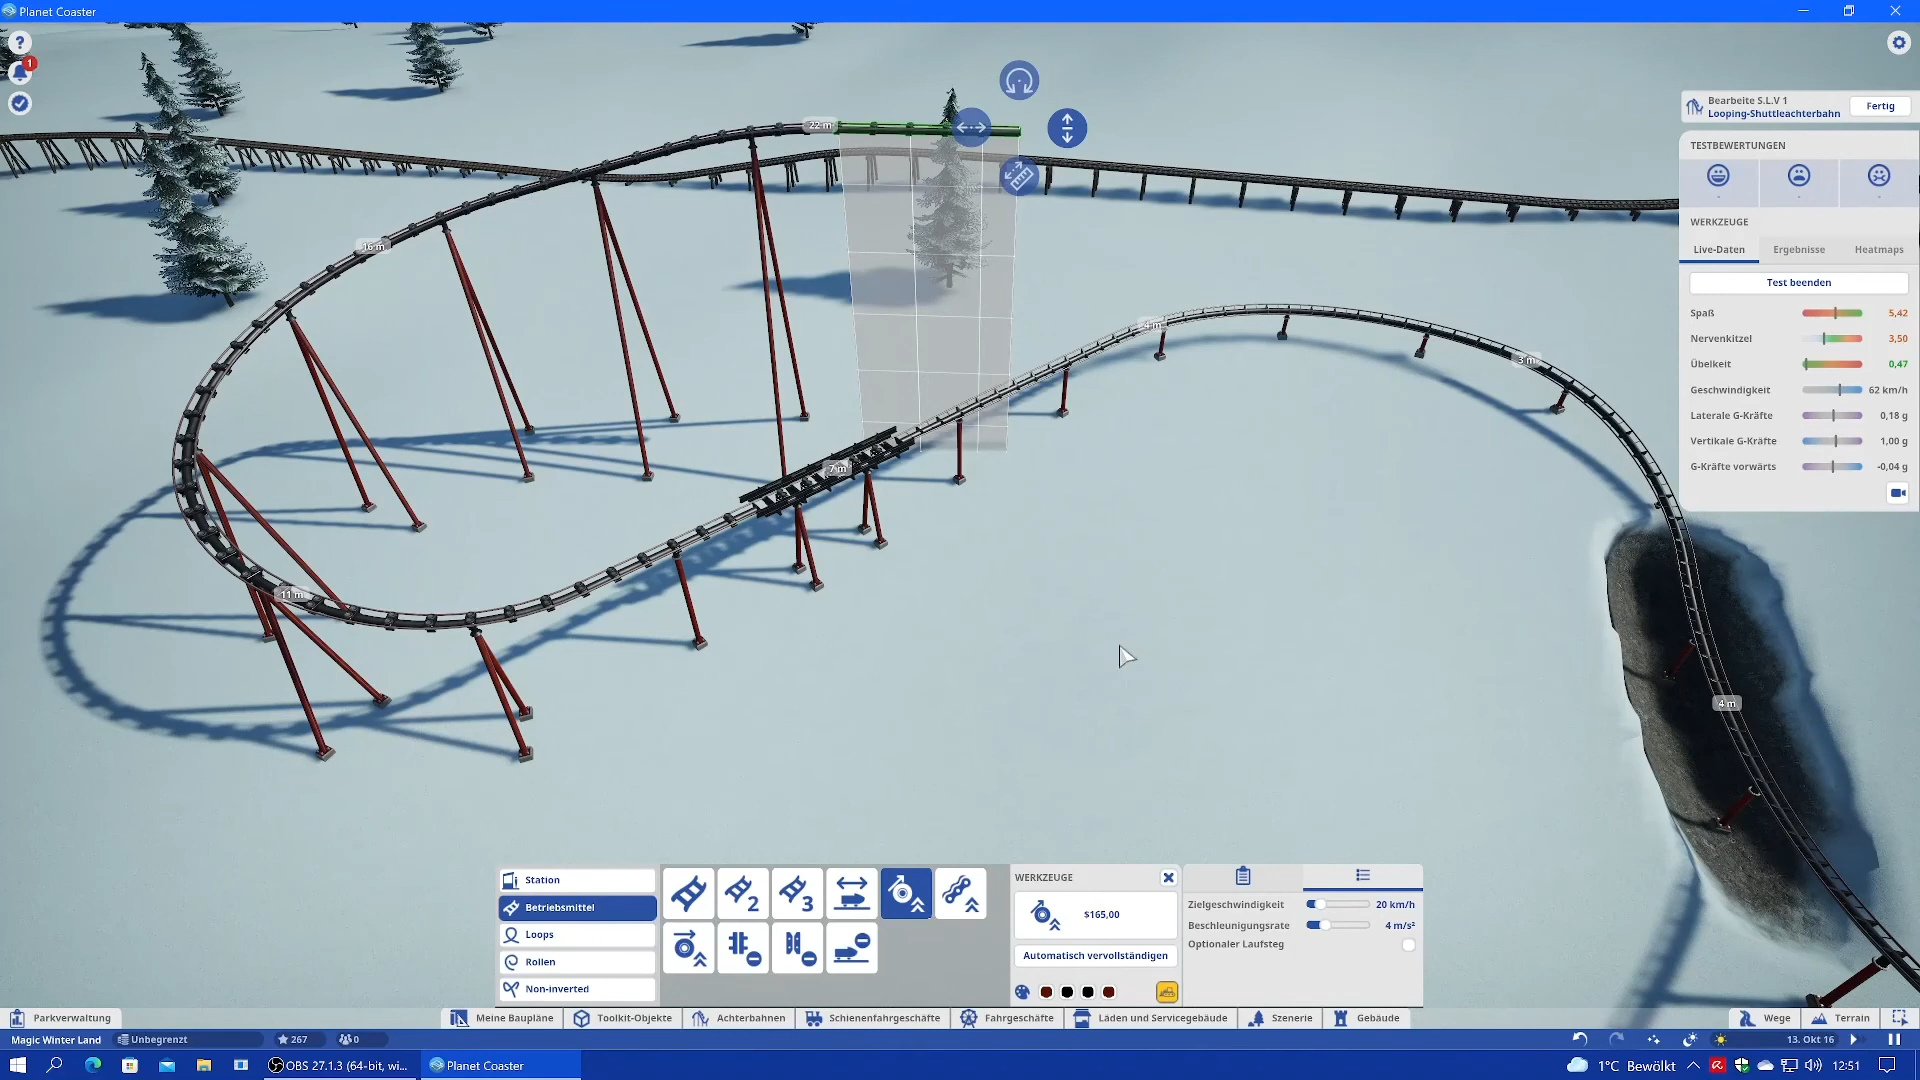 Planet Coaster
?
1
22 m
16 m
4 m
3 m
7 m
11 m
4 m
Bearbeite S.L.V 1
Looping-Shuttleachterbahn
Fertig
TESTBEWERTUNGEN
-
-
-
WERKZEUGE
Live-Daten
Ergebnisse
Heatmaps
Test beenden
Spaß 5,42
Nervenkitzel 3,50
Übelkeit 0,47
Geschwindigkeit 62 km/h
Laterale G-Kräfte 0,18 g
Vertikale G-Kräfte 1,00 g
G-Kräfte vorwärts -0,04 g
Station
Betriebsmittel
Loops
Rollen
Non-inverted
2
3
WERKZEUGE
$165,00
Automatisch vervollständigen
Zielgeschwindigkeit 20 km/h
Beschleunigungsrate 4 m/s²
Optionaler Laufsteg
Parkverwaltung
Meine Baupläne
Toolkit-Objekte
Achterbahnen
Schienenfahrgeschäfte
Fahrgeschäfte
Läden und Servicegebäude
Szenerie
Gebäude
Wege
Terrain
Magic Winter Land
Unbegrenzt
267
0
13. Okt 16
OBS 27.1.3 (64-bit, wi...
Planet Coaster
1°C Bewölkt
12:51